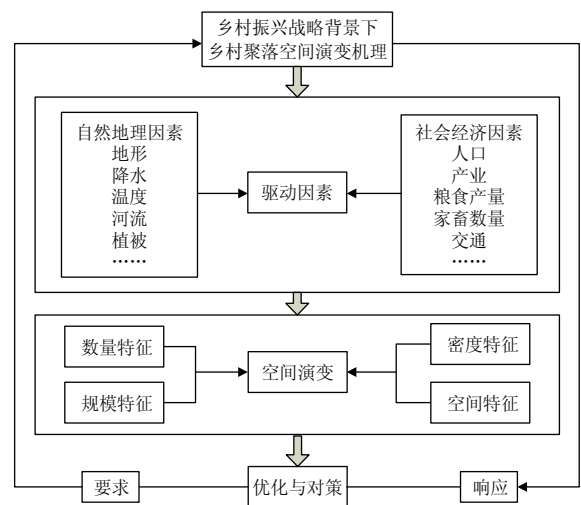 乡村振兴战略背景下
乡村聚落空间演变机理
自然地理因素
地形
降水
温度
河流
植被
……
驱动因素
社会经济因素
人口
产业
粮食产量
家畜数量
交通
……
数量特征
规模特征
空间演变
密度特征
空间特征
要求
优化与对策
响应